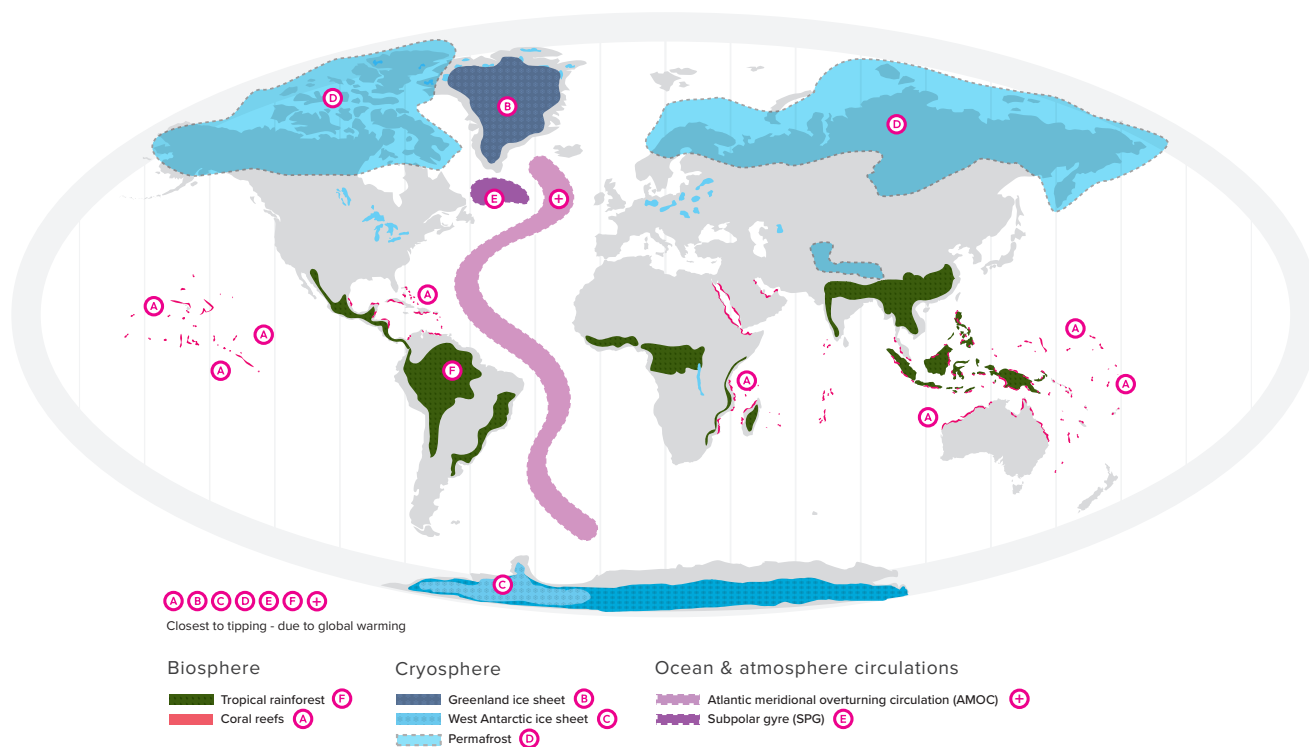 D
B
D
E
+
A
A
A
A
A
F
A
A
A
A
C
A B C D E F +
Closest to tipping - due to global warming
Biosphere
Tropical rainforest F
Coral reefs A
Cryosphere
Greenland ice sheet B
West Antarctic ice sheet C
Permafrost D
Ocean & atmosphere circulations
Atlantic meridional overturning circulation (AMOC) +
Subpolar gyre (SPG) E